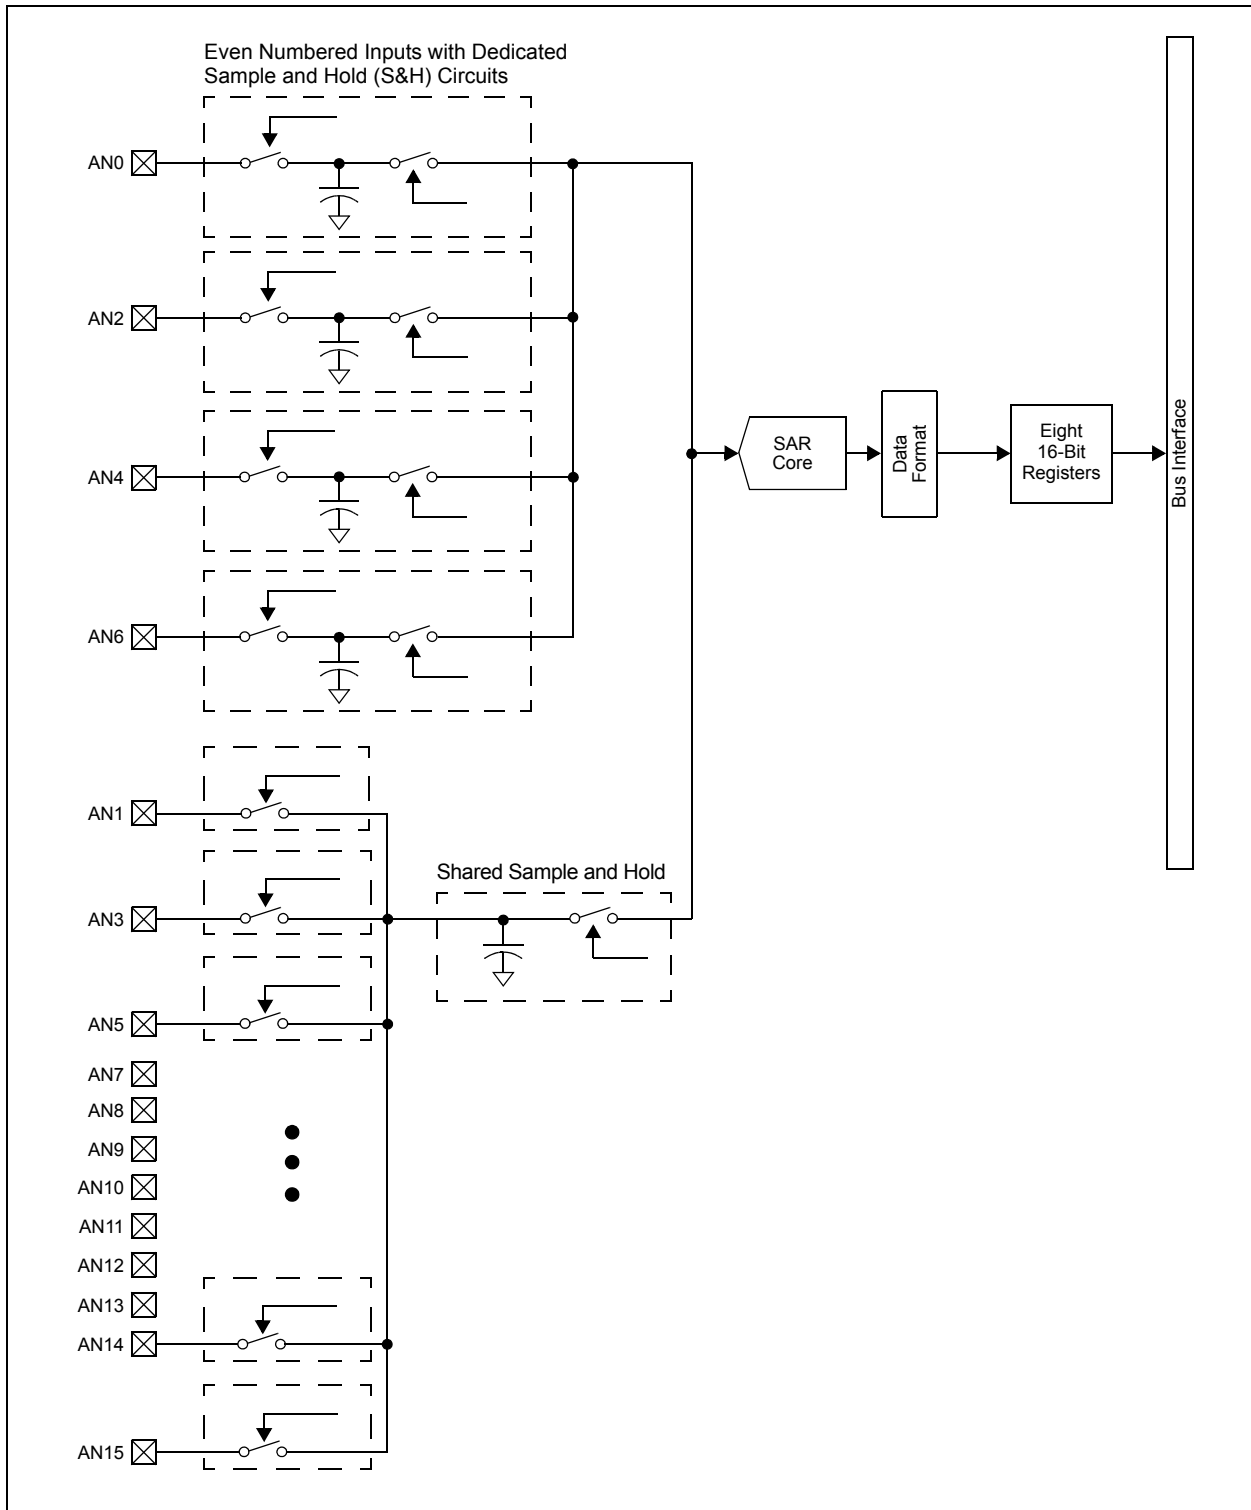 Even Numbered Inputs with Dedicated
Sample and Hold (S&H) Circuits
AN0
AN2
AN4
AN6
SAR
Core
Data
Format
Eight
16-Bit
Registers
Bus Interface
AN1
AN3
Shared Sample and Hold
AN5
AN7
AN8
AN9
AN10
AN11
AN12
AN13
AN14
AN15